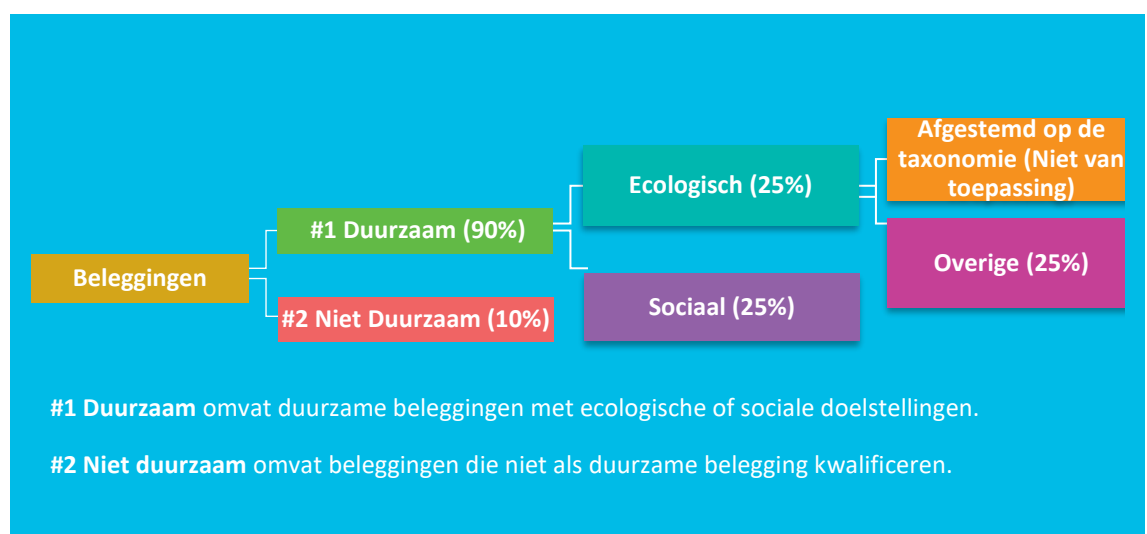 Beleggingen
#1 Duurzaam (90%)
#2 Niet Duurzaam (10%)
Ecologisch (25%)
Sociaal (25%)
Afgestemd op de
taxonomie (Niet van
toepassing)
Overige (25%)
#1 Duurzaam omvat duurzame beleggingen met ecologische of sociale doelstellingen.
#2 Niet duurzaam omvat beleggingen die niet als duurzame belegging kwalificeren.